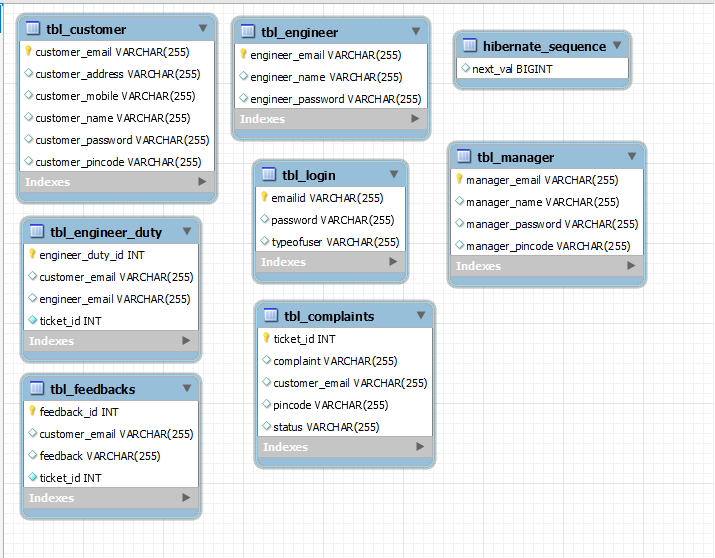 tbl_customer
customer_email VARCHAR(255)
customer_address VARCHAR(255)
customer_mobile VARCHAR(255)
customer_name VARCHAR(255)
customer_password VARCHAR(255)
customer_pincode VARCHAR(255)
Indexes
tbl_engineer
engineer_email VARCHAR(255)
engineer_name VARCHAR(255)
engineer_password VARCHAR(255)
Indexes
hibernate_sequence
next_val BIGINT
tbl_login
emailid VARCHAR(255)
password VARCHAR(255)
typeofuser VARCHAR(255)
Indexes
tbl_manager
manager_email VARCHAR(255)
manager_name VARCHAR(255)
manager_password VARCHAR(255)
manager_pincode VARCHAR(255)
Indexes
tbl_engineer_duty
engineer_duty_id INT
customer_email VARCHAR(255)
engineer_email VARCHAR(255)
ticket_id INT
Indexes
tbl_complaints
ticket_id INT
complaint VARCHAR(255)
customer_email VARCHAR(255)
pincode VARCHAR(255)
status VARCHAR(255)
Indexes
tbl_feedbacks
feedback_id INT
customer_email VARCHAR(255)
feedback VARCHAR(255)
ticket_id INT
Indexes